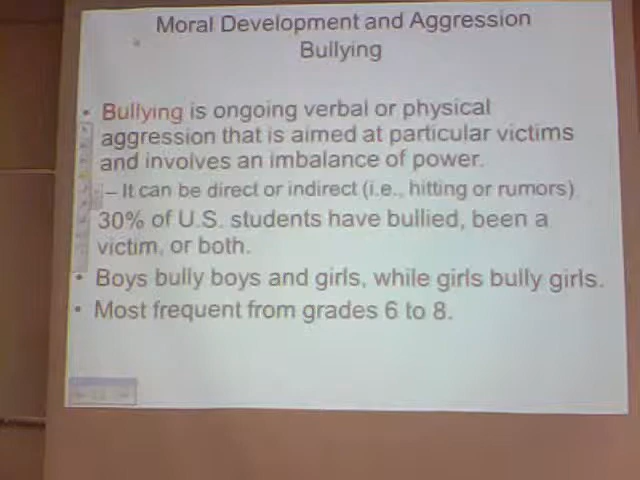 Moral Development and Aggression
Bullying
• Bullying is ongoing verbal or physical
aggression that is aimed at particular victims
and involves an imbalance of power.
– It can be direct or indirect (i.e., hitting or rumors)
30% of U.S. students have bullied, been a
victim, or both.
• Boys bully boys and girls, while girls bully girls.
• Most frequent from grades 6 to 8.